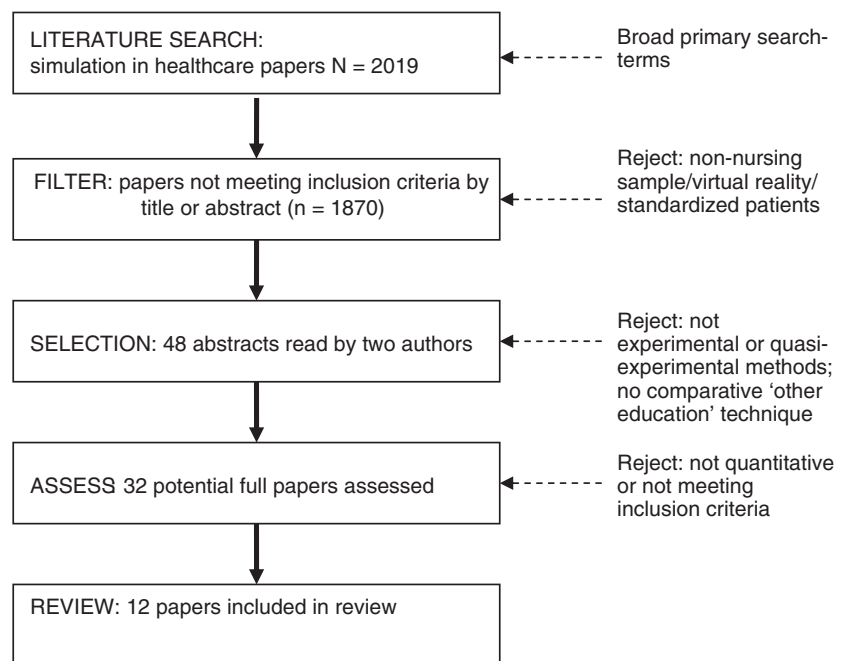 LITERATURE SEARCH:
simulation in healthcare papers N = 2019
Broad primary search-
terms
FILTER: papers not meeting inclusion criteria by
title or abstract (n = 1870)
Reject: non-nursing
sample/virtual reality/
standardized patients
SELECTION: 48 abstracts read by two authors
Reject: not
experimental or quasi-
experimental methods;
no comparative ‘other
education’ technique
ASSESS: 32 potential full papers assessed
Reject: not quantitative
or not meeting
inclusion criteria
REVIEW: 12 papers included in review